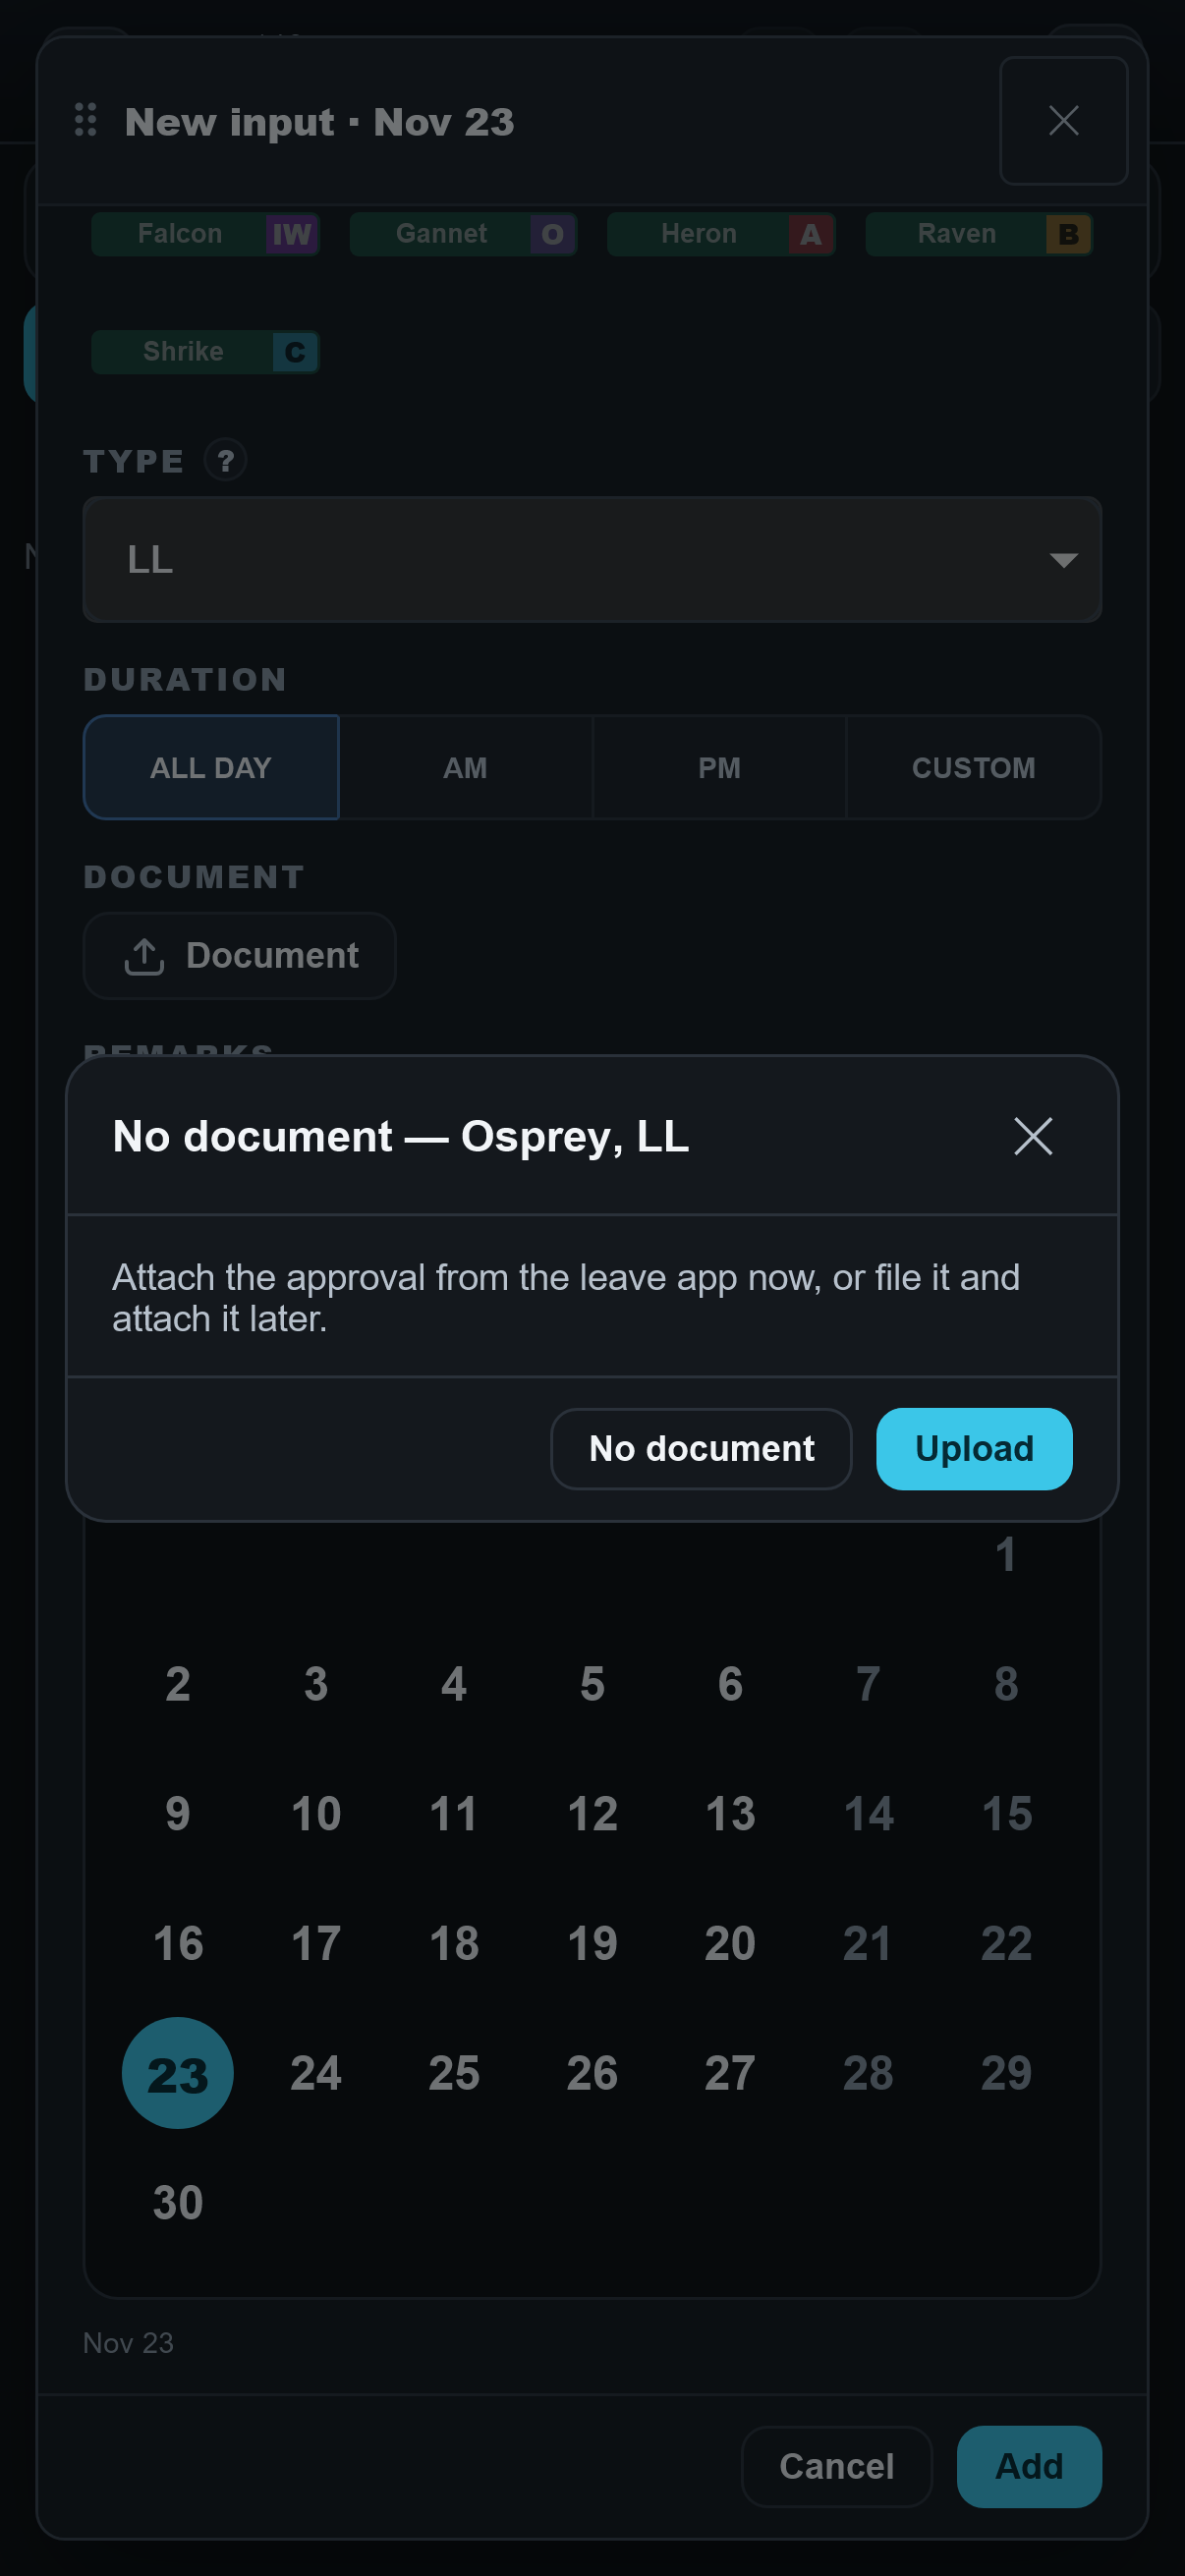 New input · Nov 23
Falcon IW Gannet O Heron A Raven B
Shrike C
TYPE ?
LL
DURATION
ALL DAY AM PM CUSTOM
DOCUMENT
Document
REMARKS
No document — Osprey, LL
Attach the approval from the leave app now, or file it and
attach it later.
No document Upload
1
2 3 4 5 6 7 8
9 10 11 12 13 14 15
16 17 18 19 20 21 22
23 24 25 26 27 28 29
30
Nov 23
Cancel Add